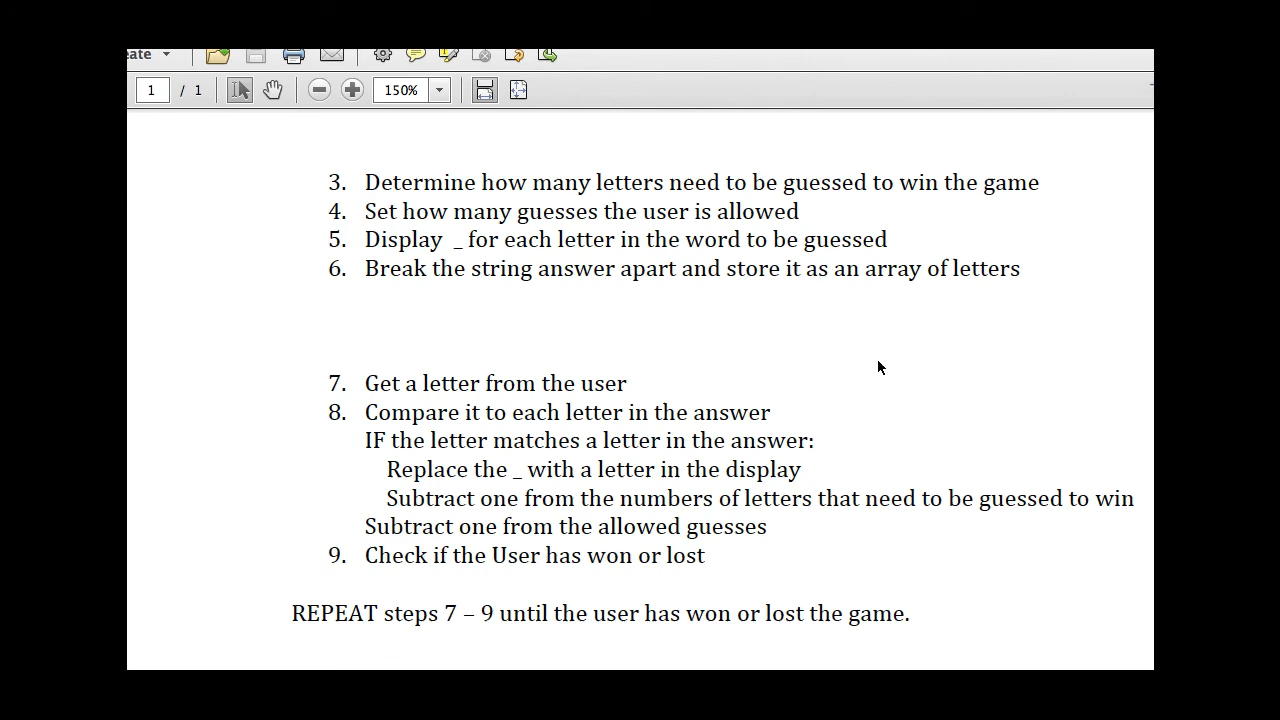 eate
1 / 1 150%
3. Determine how many letters need to be guessed to win the game
4. Set how many guesses the user is allowed
5. Display _ for each letter in the word to be guessed
6. Break the string answer apart and store it as an array of letters
7. Get a letter from the user
8. Compare it to each letter in the answer
IF the letter matches a letter in the answer:
Replace the _ with a letter in the display
Subtract one from the numbers of letters that need to be guessed to win
Subtract one from the allowed guesses
9. Check if the User has won or lost
REPEAT steps 7 – 9 until the user has won or lost the game.